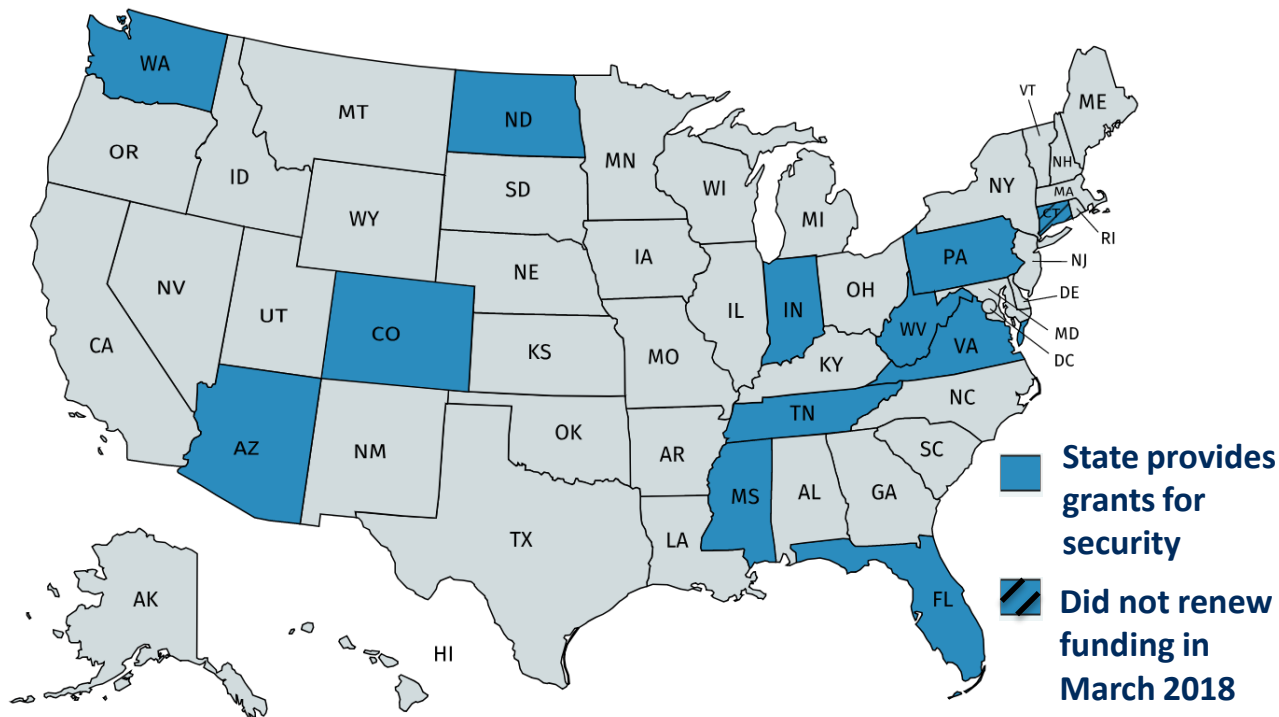 WA
MT
ND
MN
VT
ME
OR
ID
SD
WI
NH
NY
MA
WY
MI
CT
RI
PA
NJ
NE
IA
NV
UT
CO
IL
IN
OH
DE
WV
MD
CA
KS
MO
VA
DC
KY
TN
NC
AZ
NM
OK
AR
SC
MS
AL
GA
TX
LA
AK
FL
HI
State provides
grants for
security
Did not renew
funding in
March 2018